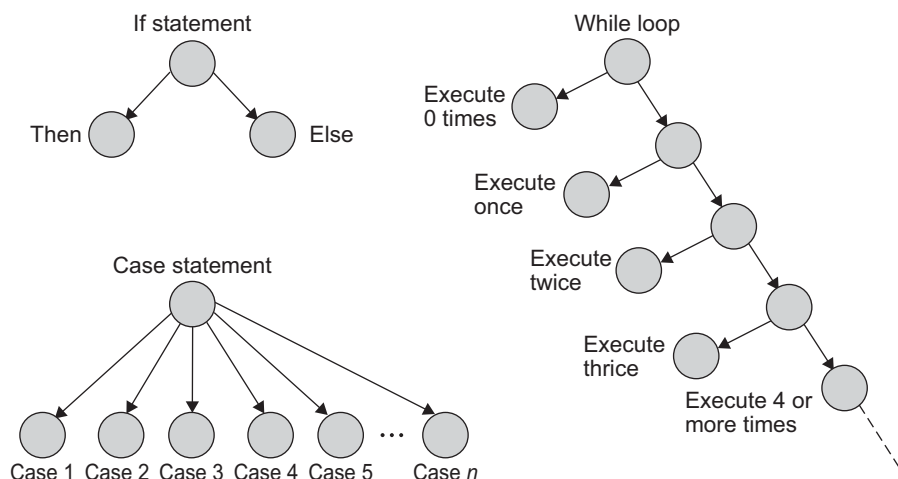 If statement
Then
Else
Case statement
Case 1 Case 2 Case 3 Case 4 Case 5 ··· Case n
While loop
Execute
0 times
Execute
once
Execute
twice
Execute
thrice
Execute 4 or
more times